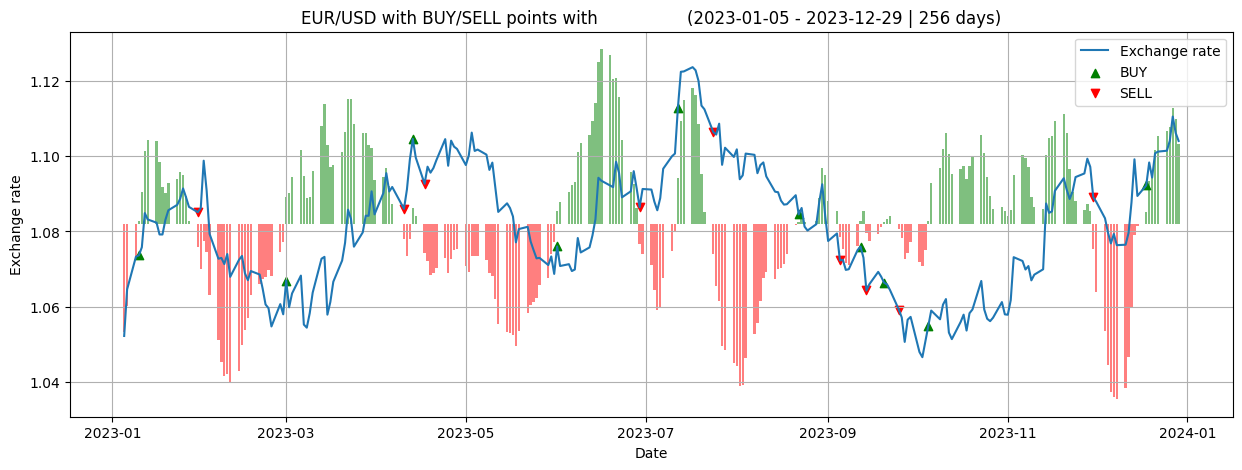 EUR/USD with BUY/SELL points with (2023-01-05 - 2023-12-29 | 256 days)
Exchange rate
BUY
SELL
Exchange rate
1.12
1.10
1.08
1.06
1.04
2023-01
2023-03
2023-05
2023-07
2023-09
2023-11
2024-01
Date